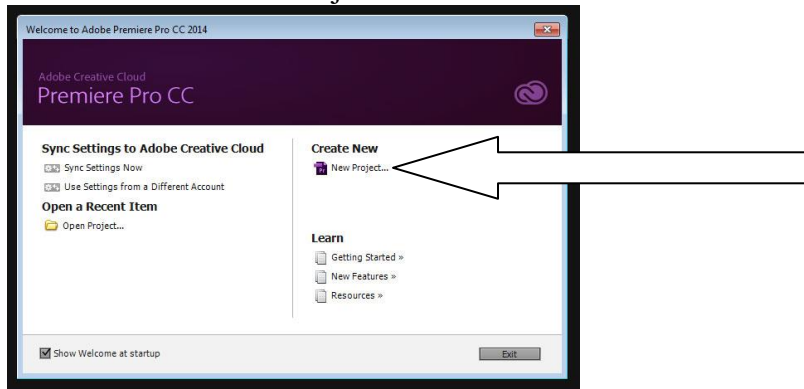 Welcome to Adobe Premiere Pro CC 2014
Adobe Creative Cloud
Premiere Pro CC
Sync Settings to Adobe Creative Cloud
Sync Settings Now
Use Settings from a Different Account
Open a Recent Item
Open Project...
Create New
Pr
New Project...
Learn
Getting Started »
New Features »
Resources »
Show Welcome at startup
Exit